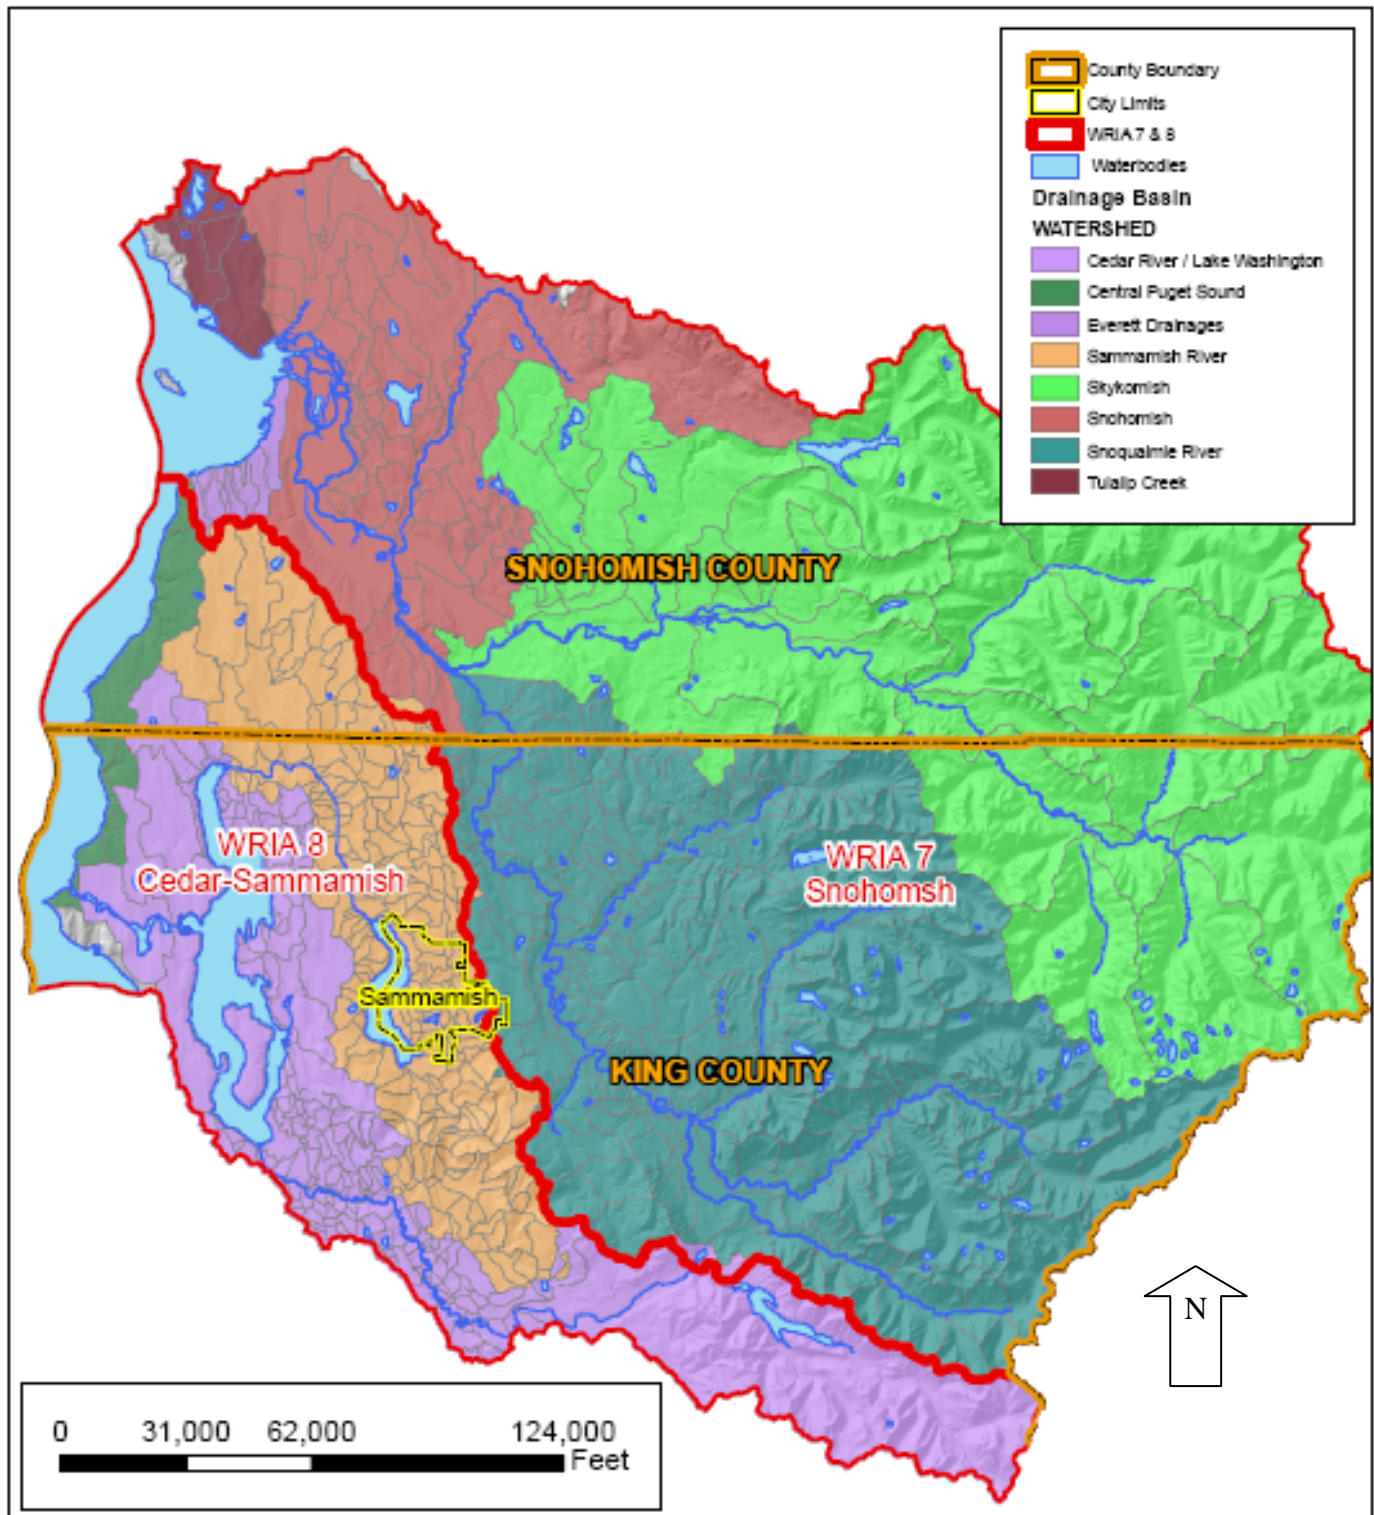 County Boundary
City Limits
WRIA 7 & 8
Waterbodies
Drainage Basin
WATERSHED
Cedar River / Lake Washington
Central Puget Sound
Everett Drainages
Sammamish River
Skykomish
Snohomish
Snoqualmie River
Tulalip Creek
SNOHOMISH COUNTY
WRIA 8
Cedar-Sammamish
WRIA 7
Snohomsh
Sammamish
KING COUNTY
N
0 31,000 62,000 124,000
Feet